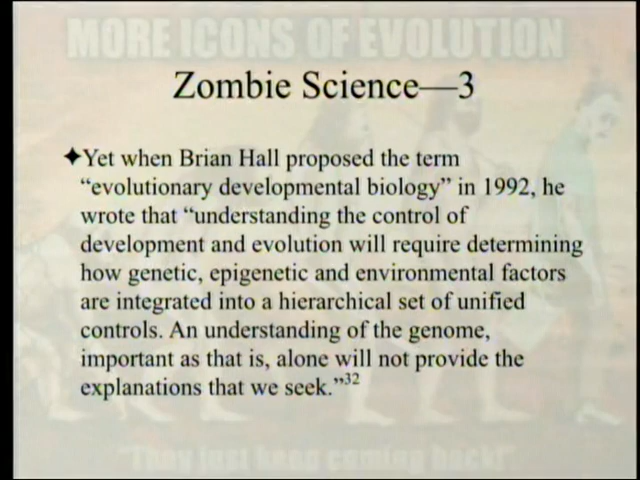 MORE ICONS OF EVOLUTION
Zombie Science—3
✦Yet when Brian Hall proposed the term
“evolutionary developmental biology” in 1992, he
wrote that “understanding the control of
development and evolution will require determining
how genetic, epigenetic and environmental factors
are integrated into a hierarchical set of unified
controls. An understanding of the genome,
important as that is, alone will not provide the
explanations that we seek.”32
"They just keep coming back!"